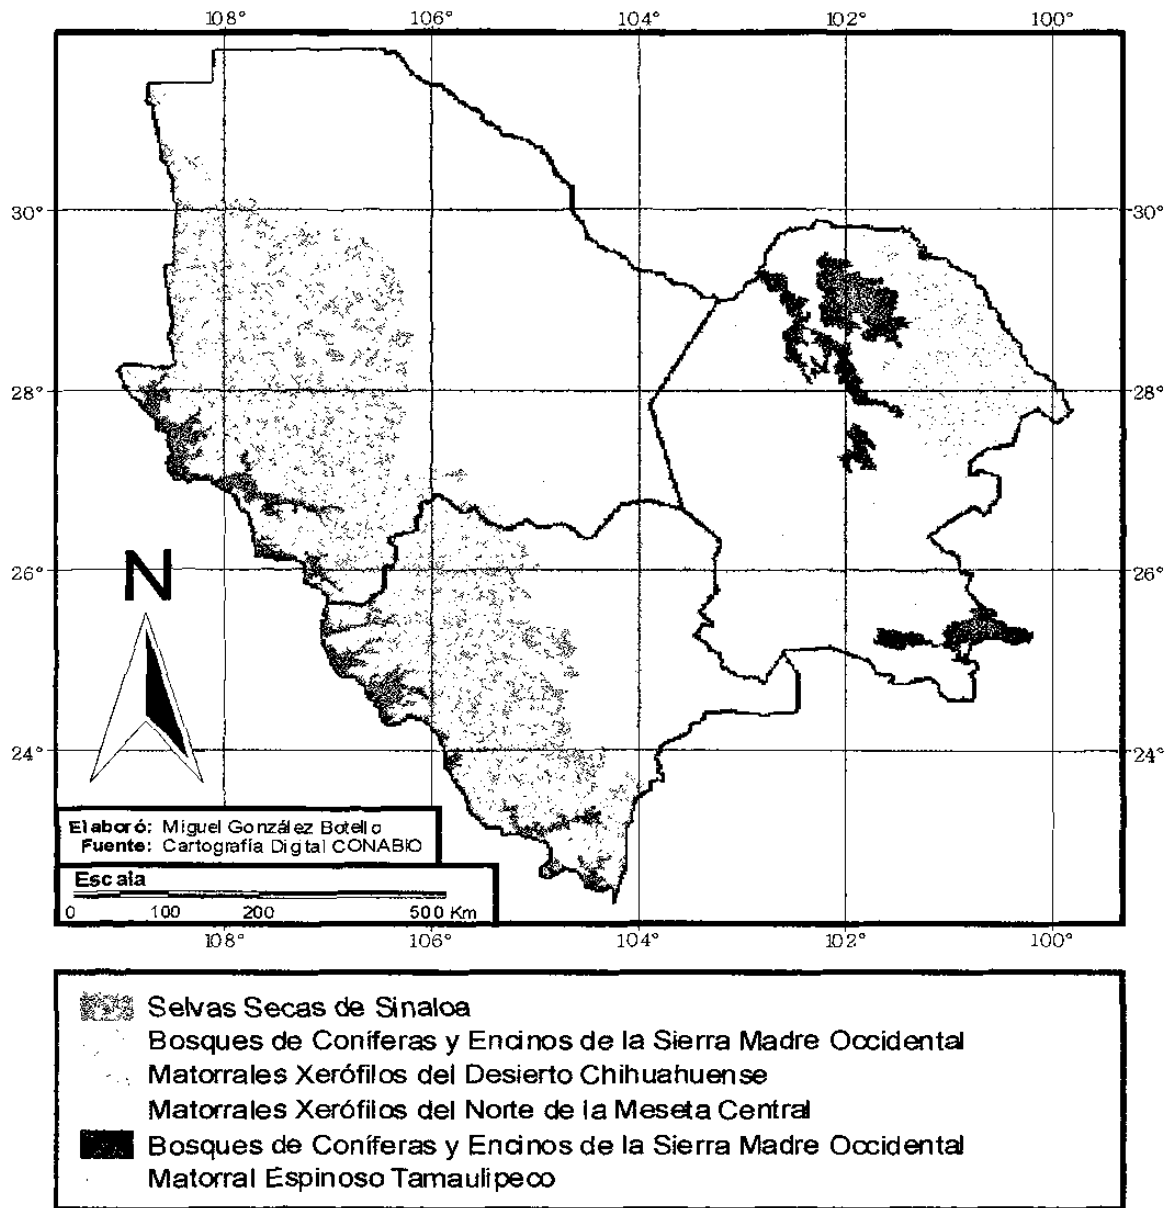 108° 106° 104° 102° 100°
30° 30°
28° 28°
26° 26°
24° 24°
N
Elaboró: Miguel González Botello
Fuente: Cartografía Digital CONABIO
Escala
0 100 200 500 Km
108° 106° 104° 102° 100°
Selvas Secas de Sinaloa
Bosques de Coníferas y Encinos de la Sierra Madre Occidental
Matorrales Xerófilos del Desierto Chihuahuense
Matorrales Xerófilos del Norte de la Meseta Central
Bosques de Coníferas y Encinos de la Sierra Madre Occidental
Matorral Espinoso Tamaulipeco